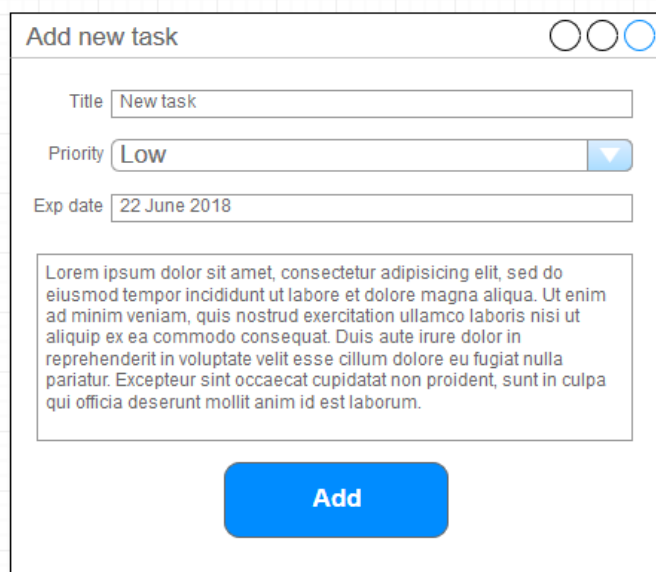 Add new task
Title New task
Priority Low
Exp date 22 June 2018
Lorem ipsum dolor sit amet, consectetur adipisicing elit, sed do
eiusmod tempor incididunt ut labore et dolore magna aliqua. Ut enim
ad minim veniam, quis nostrud exercitation ullamco laboris nisi ut
aliquip ex ea commodo consequat. Duis aute irure dolor in
reprehenderit in voluptate velit esse cillum dolore eu fugiat nulla
pariatur. Excepteur sint occaecat cupidatat non proident, sunt in culpa
qui officia deserunt mollit anim id est laborum.
Add